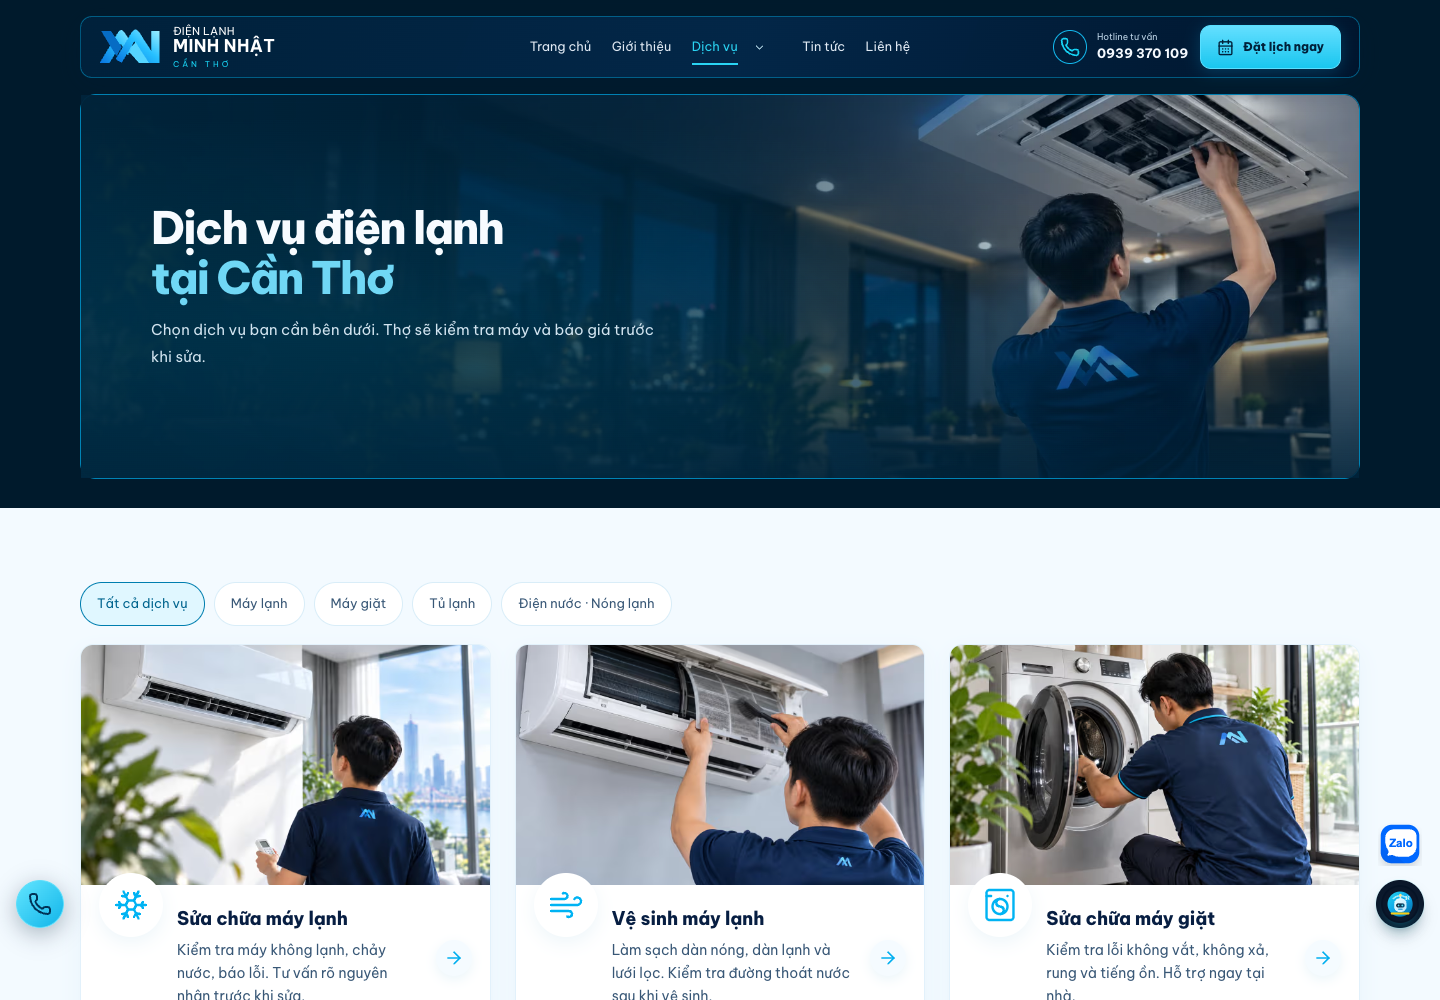 ĐIỆN LẠNH
MINH NHẬT
CẦN THƠ
Trang chủ
Giới thiệu
Dịch vụ
Tin tức
Liên hệ
Hotline tư vấn
0939 370 109
Đặt lịch ngay
Dịch vụ điện lạnh
tại Cần Thơ
Chọn dịch vụ bạn cần bên dưới. Thợ sẽ kiểm tra máy và báo giá trước
khi sửa.
Tất cả dịch vụ
Máy lạnh
Máy giặt
Tủ lạnh
Điện nước · Nóng lạnh
Sửa chữa máy lạnh
Kiểm tra máy không lạnh, chảy
nước, báo lỗi. Tư vấn rõ nguyên
nhân trước khi sửa.
Vệ sinh máy lạnh
Làm sạch dàn nóng, dàn lạnh và
lưới lọc. Kiểm tra đường thoát nước
sau khi vệ sinh.
Sửa chữa máy giặt
Kiểm tra lỗi không vắt, không xả,
rung và tiếng ồn. Hỗ trợ ngay tại
nhà.
Zalo